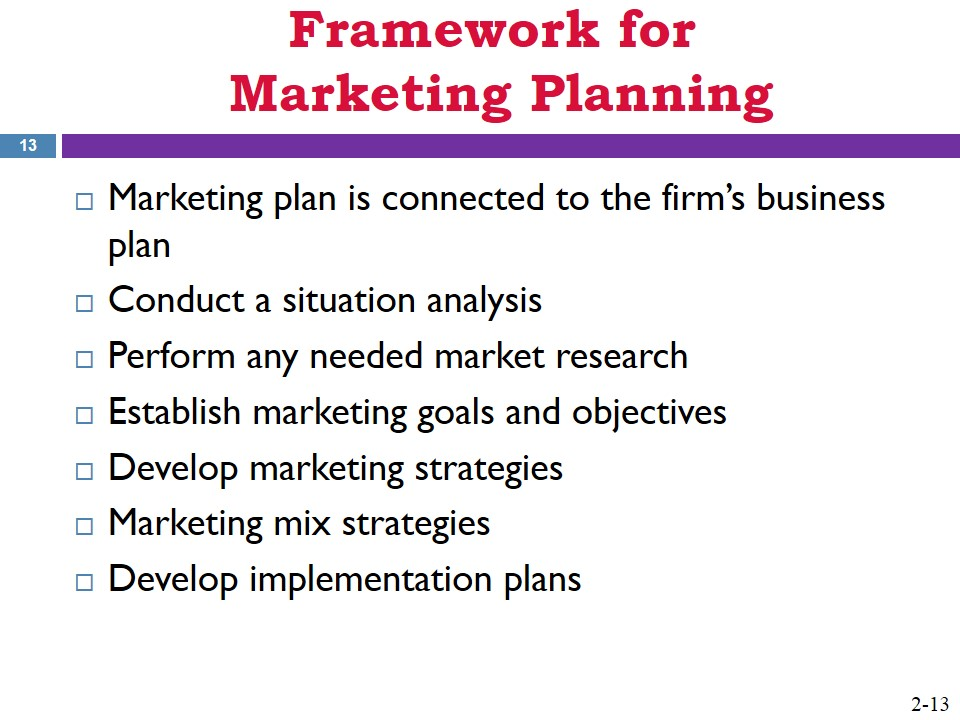 Framework for
Marketing Planning
13
Marketing plan is connected to the firm’s business
plan
Conduct a situation analysis
Perform any needed market research
Establish marketing goals and objectives
Develop marketing strategies
Marketing mix strategies
Develop implementation plans
2-13